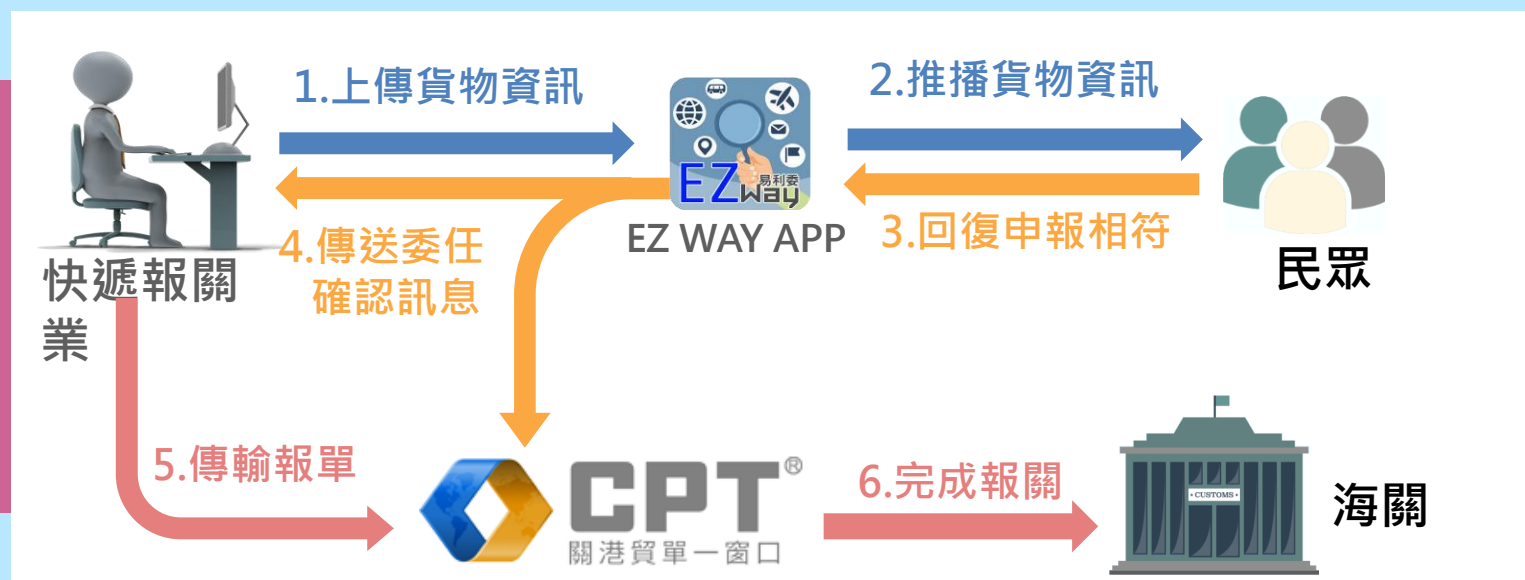 1.上傳貨物資訊
2.推播貨物資訊
EZ
易利委
Way
EZ WAY APP
3.回復申報相符
4.傳送委任
確認訊息
快遞報關
業
民眾
5.傳輸報單
CPT®
關港貿單一窗口
6.完成報關
• CUSTOMS •
海關